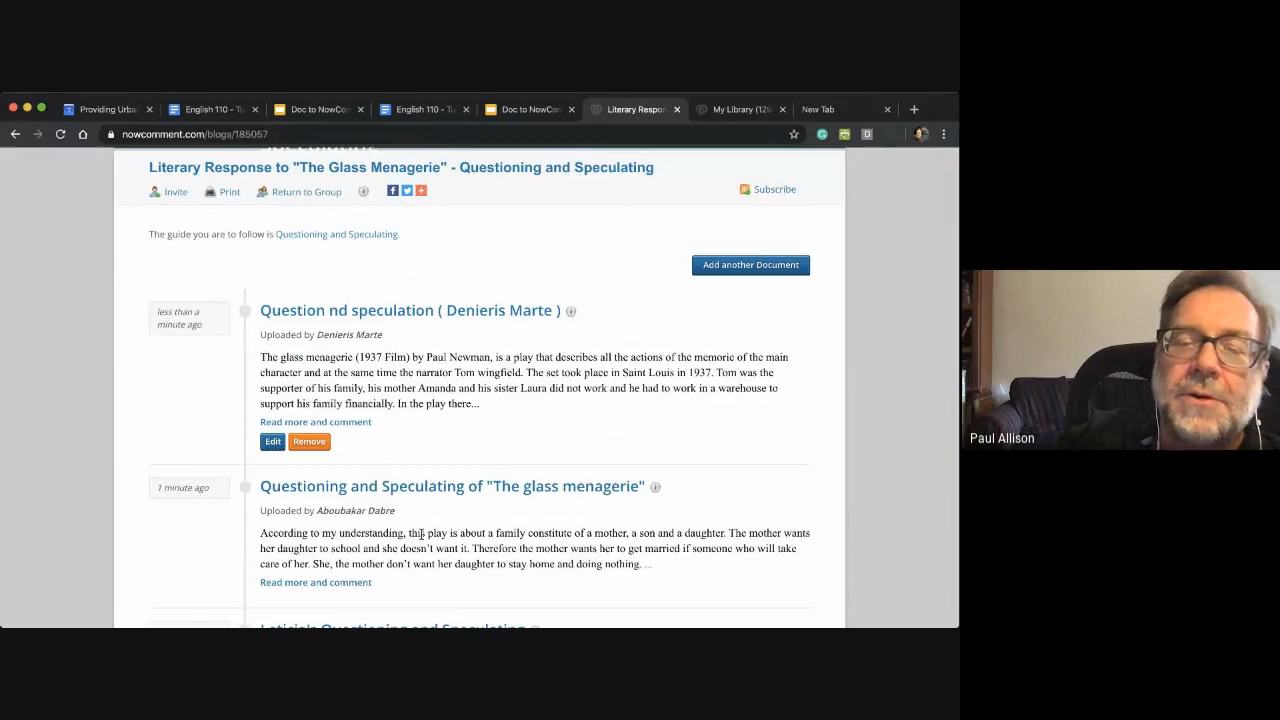 Providing Urba
English 110 - Tu
Doc to NowCon
English 110 - Tu
Doc to NowCon
Literary Respon
My Library (129
New Tab
nowcomment.com/blogs/185057
Literary Response to "The Glass Menagerie" - Questioning and Speculating
Invite Print Return to Group Subscribe
The guide you are to follow is Questioning and Speculating.
Add another Document
less than a
minute ago
Question nd speculation ( Denieris Marte )
Uploaded by Denieris Marte
The glass menagerie (1937 Film) by Paul Newman, is a play that describes all the actions of the memorie of the main
character and at the same time the narrator Tom wingfield. The set took place in Saint Louis in 1937. Tom was the
supporter of his family, his mother Amanda and his sister Laura did not work and he had to work in a warehouse to
support his family financially. In the play there...
Read more and comment
Edit Remove
1 minute ago
Questioning and Speculating of "The glass menagerie"
Uploaded by Aboubakar Dabre
According to my understanding, this play is about a family constitute of a mother, a son and a daughter. The mother wants
her daughter to school and she doesn't want it. Therefore the mother wants her to get married if someone who will take
care of her. She, the mother don't want her daughter to stay home and doing nothing. ...
Read more and comment
Questioning and Speculating
Paul Allison